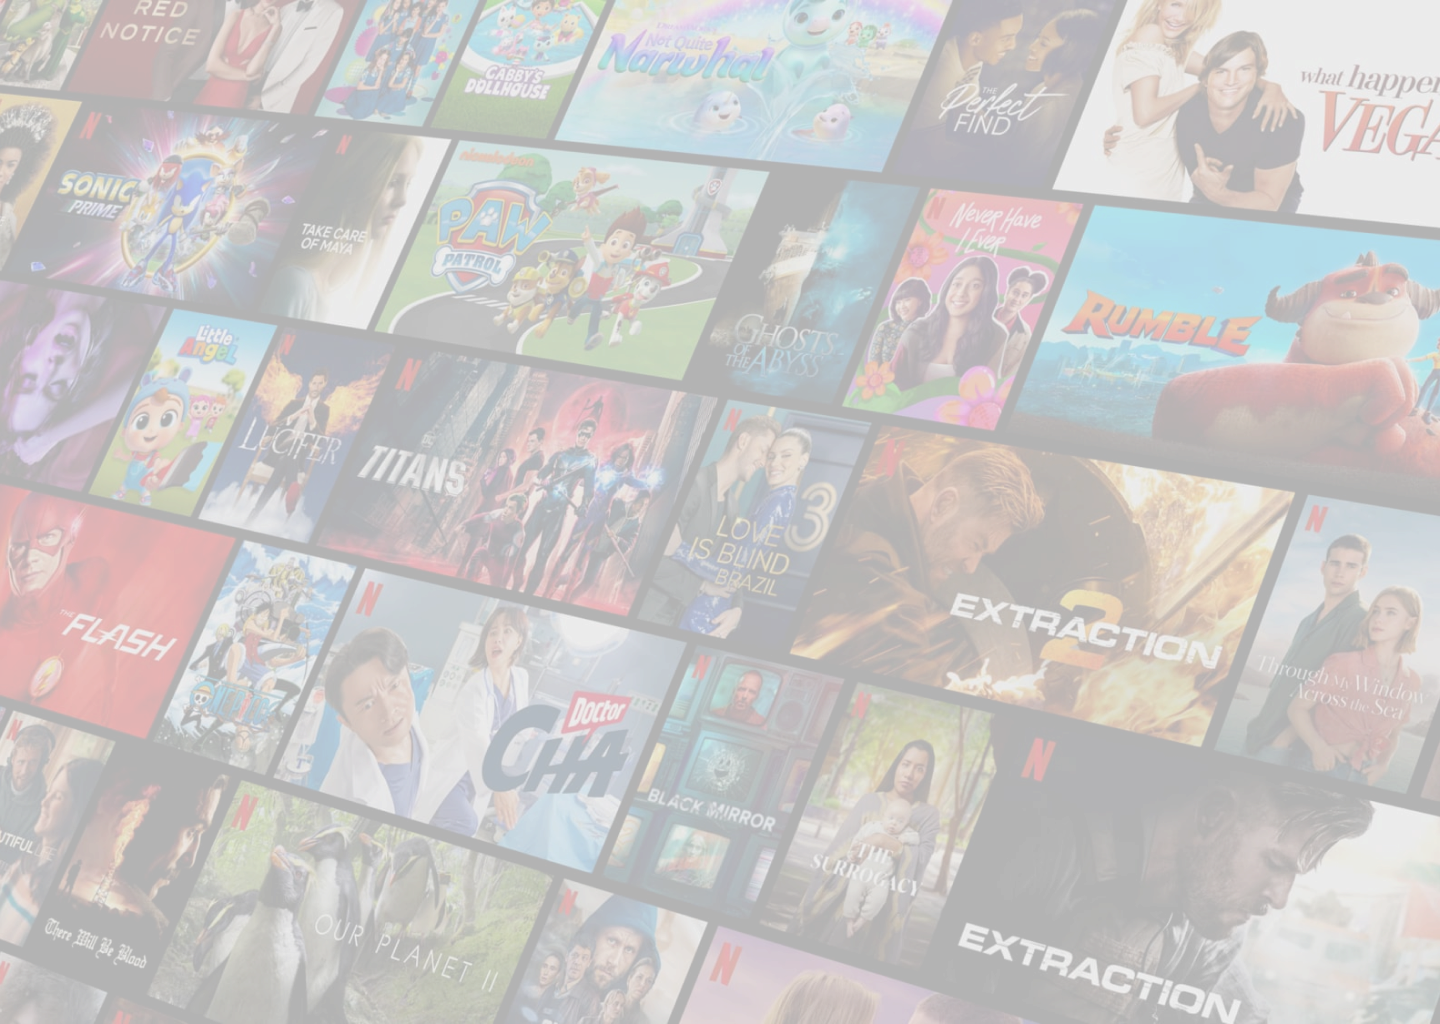 RED
NOTICE
GABBY'S
DOLLHOUSE
Not Quite
Narwhal
THE
Perfect
FIND
what happen
VEGA
SONIC
PRIME
TAKE CARE
OF MAYA
nickelodeon
PAW
PATROL
GHOSTS
OF
THE ABYSS
Never Have
I Ever
RUMBLE
Little
Angel
LUCIFER
TITANS
LOVE
IS BLIND
BRAZIL
3
EXTRACTION
2
Through My Window
Across the Sea
THE
FLASH
Doctor
CHA
BLACK MIRROR
THE
SURROGACY
UTIFUL
There Will Be Blood
OUR PLANET II
EXTRACTION